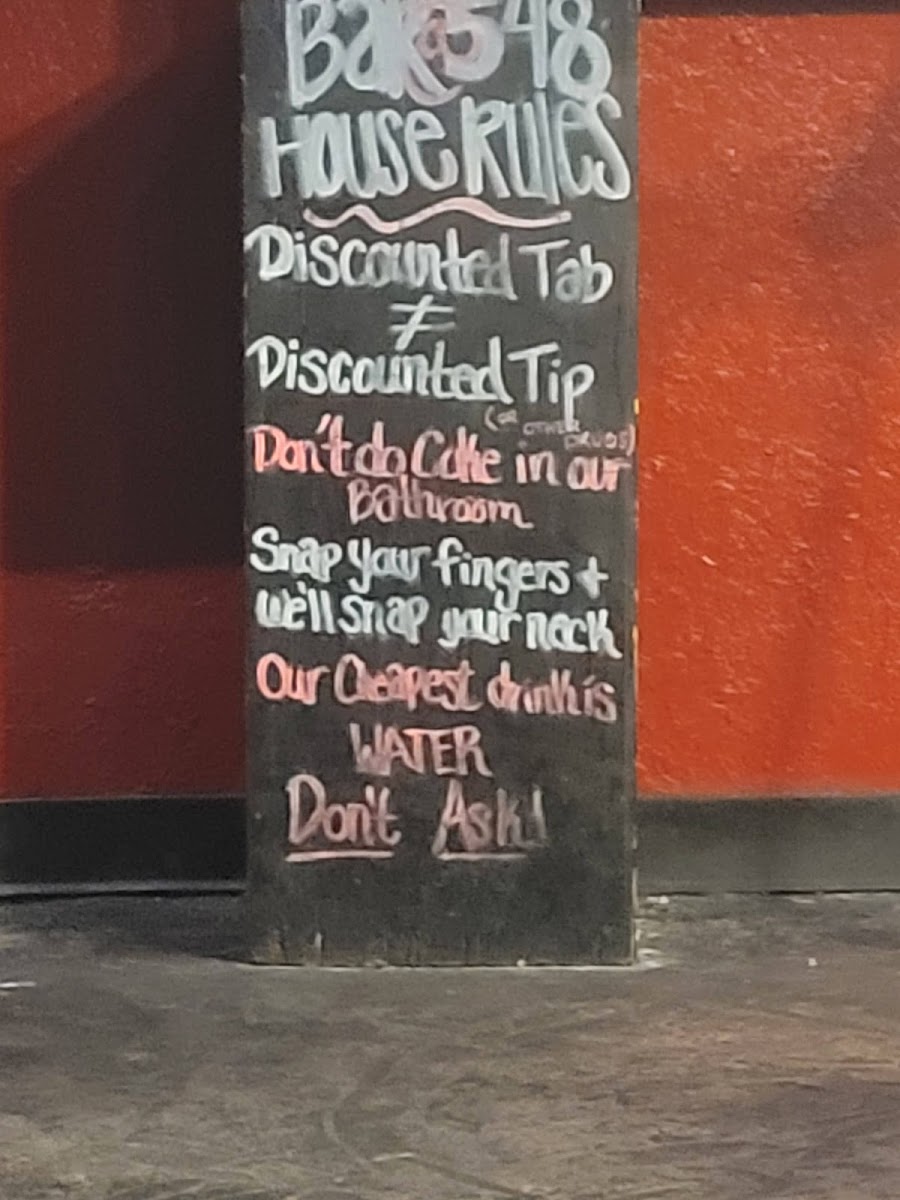 Bar 548
House Rules
Discounted Tab
≠
Discounted Tip
(or other drugs)
Don't do Coke in our
Bathroom
Snap your fingers +
we'll snap your neck
Our Cheapest drink is
WATER
Don't Ask!